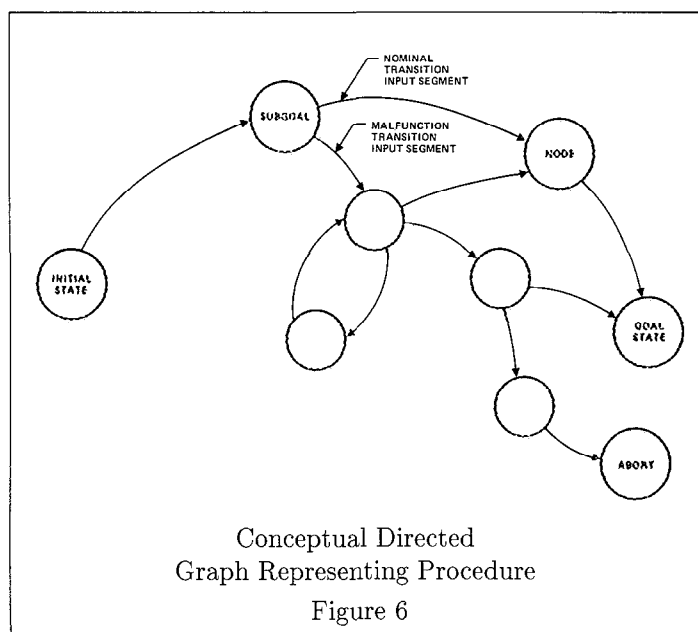 NOMINAL
TRANSITION
INPUT SEGMENT
SUBGOAL
MALFUNCTION
TRANSITION
INPUT SEGMENT
NODE
INITIAL
STATE
GOAL
STATE
ABORT
Conceptual Directed
Graph Representing Procedure
Figure 6